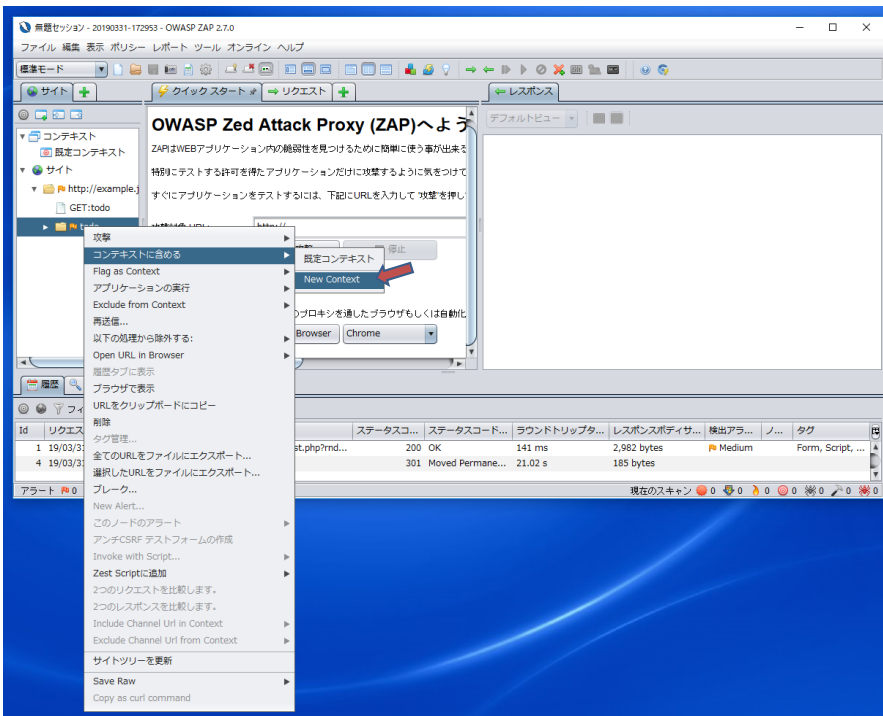 無題セッション - 20190331-172953 - OWASP ZAP 2.7.0
ファイル 編集 表示 ポリシー レポート ツール オンライン ヘルプ
標準モード
サイト
クイック スタート
リクエスト
レスポンス
デフォルトビュー
コンテキスト
既定コンテキスト
サイト
http://example.j
GET:todo
todo
OWASP Zed Attack Proxy (ZAP)へよう
ZAPはWEBアプリケーション内の脆弱性を見つけるために簡単に使う事が出来る
特別にテストする許可を得たアプリケーションだけに攻撃するように気をつけて
すぐにアプリケーションをテストするには、下記にURLを入力して '攻撃'を押し
http://
停止
のプロキシを通したブラウザもしくは自動化
Browser
Chrome
攻撃
コンテキストに含める
Flag as Context
アプリケーションの実行
Exclude from Context
再送信...
以下の処理から除外する:
Open URL in Browser
履歴タブに表示
ブラウザで表示
URLをクリップボードにコピー
削除
タグ管理...
全てのURLをファイルにエクスポート...
選択したURLをファイルにエクスポート...
ブレーク...
New Alert...
このノードのアラート
アンチCSRF テストフォームの作成
Invoke with Script...
Zest Scriptに追加
2つのリクエストを比較します。
2つのレスポンスを比較します。
Include Channel Url in Context
Exclude Channel Url from Context
サイトツリーを更新
Save Raw
Copy as curl command
既定コンテキスト
New Context
履歴
フィ
Id リクエス ステータスコ... ステータスコード... ラウンドトリップタ... レスポンスボディサ... 検出アラ... ノ... タグ
1 19/03/3 st.php?rnd... 200 OK 141 ms 2,982 bytes Medium Form, Script, ...
4 19/03/3 301 Moved Permane... 21.02 s 185 bytes
アラート 0 現在のスキャン 0 0 0 0 0 0 0